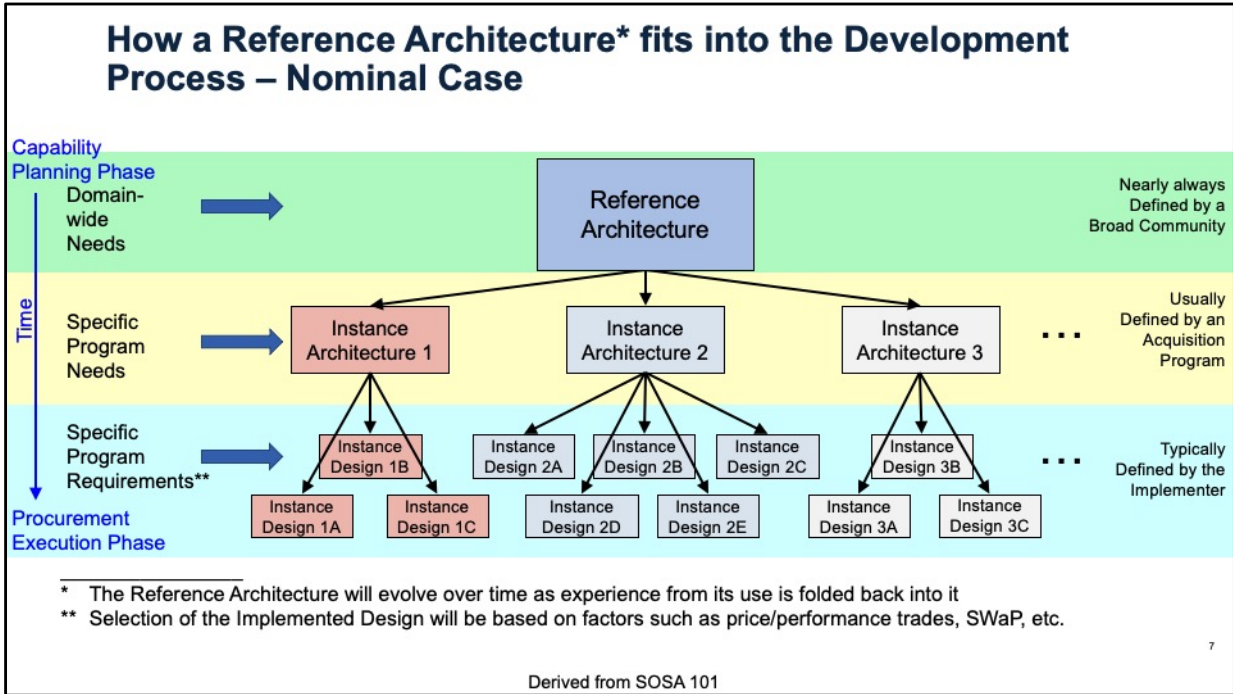 How a Reference Architecture* fits into the Development
Process – Nominal Case
Capability
Planning Phase
Domain-
wide
Needs
Reference
Architecture
Nearly always
Defined by a
Broad Community
Time
Specific
Program
Needs
Instance
Architecture 1
Instance
Architecture 2
Instance
Architecture 3
...
Usually
Defined by an
Acquisition
Program
Specific
Program
Requirements**
Instance
Design 1B
Instance
Design 2A
Instance
Design 2B
Instance
Design 2C
Instance
Design 3B
...
Typically
Defined by the
Implementer
Instance
Design 1A
Instance
Design 1C
Instance
Design 2D
Instance
Design 2E
Instance
Design 3A
Instance
Design 3C
Procurement
Execution Phase
* The Reference Architecture will evolve over time as experience from its use is folded back into it
** Selection of the Implemented Design will be based on factors such as price/performance trades, SWaP, etc.
7
Derived from SOSA 101